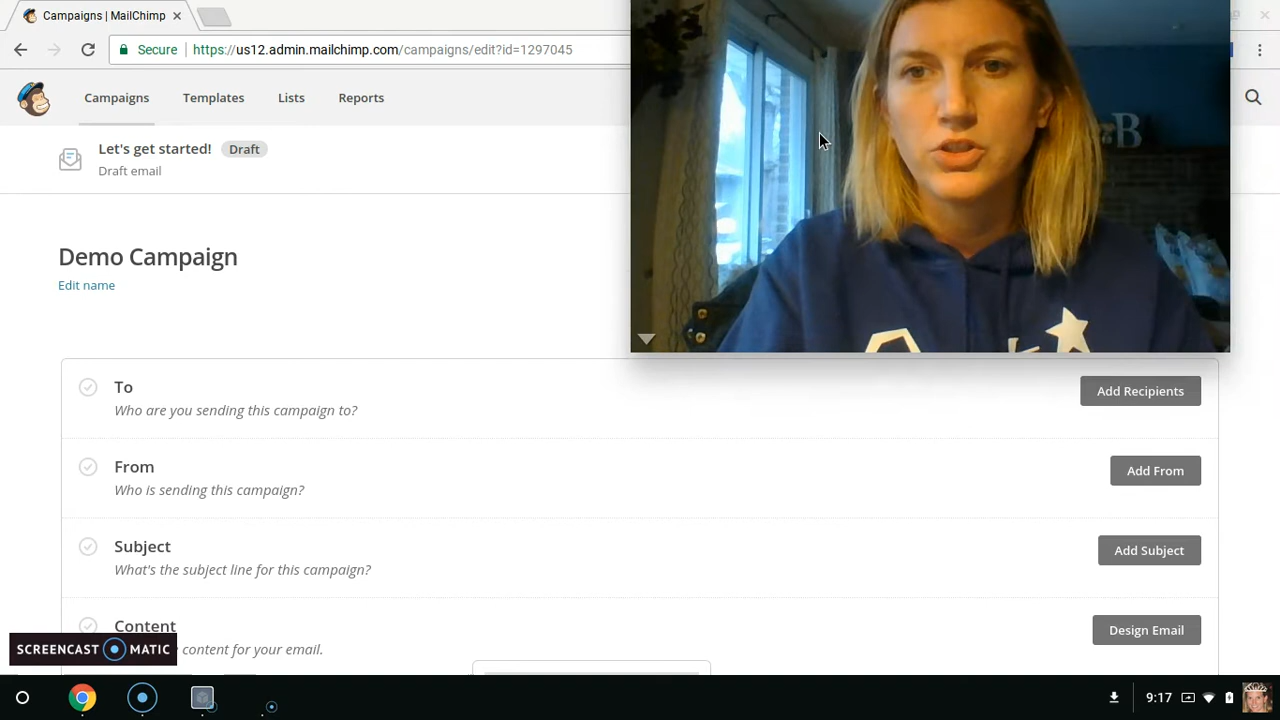 Campaigns | MailChimp
Secure
https://us12.admin.mailchimp.com/campaigns/edit?id=1297045
Campaigns
Templates
Lists
Reports
Let's get started!
Draft
Draft email
B
Demo Campaign
Edit name
To
Who are you sending this campaign to?
Add Recipients
From
Who is sending this campaign?
Add From
Subject
What's the subject line for this campaign?
Add Subject
Content
content for your email.
Design Email
SCREENCAST MATIC
9:17